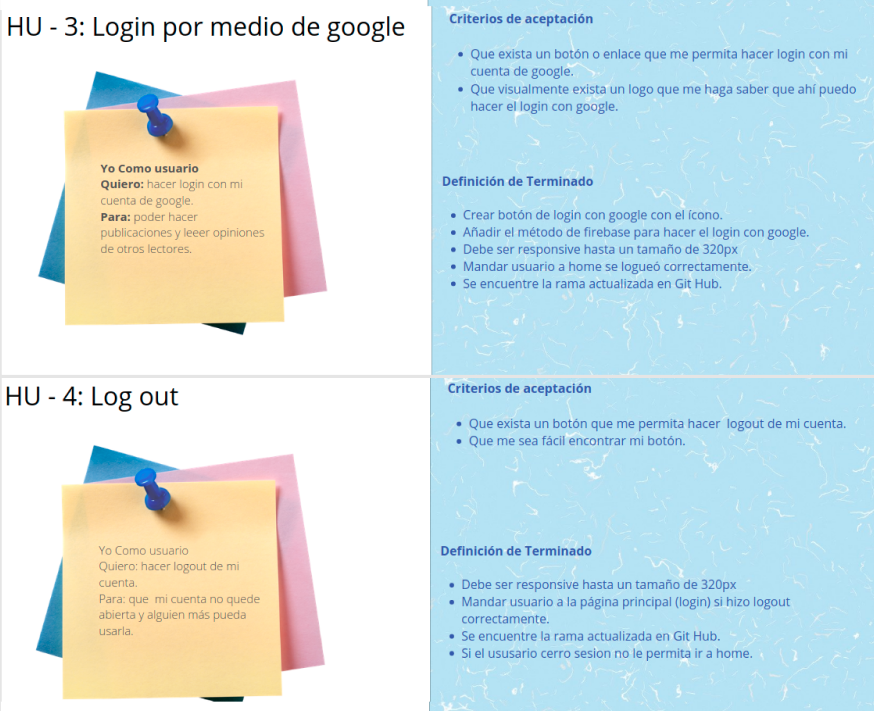 HU - 3: Login por medio de google
Yo Como usuario
Quiero: hacer login con mi
cuenta de google.
Para: poder hacer
publicaciones y leeer opiniones
de otros lectores.
Criterios de aceptación
• Que exista un botón o enlace que me permita hacer login con mi
cuenta de google.
• Que visualmente exista un logo que me haga saber que ahí puedo
hacer el login con google.
Definición de Terminado
• Crear botón de login con google con el ícono.
• Añadir el método de firebase para hacer el login con google.
• Debe ser responsive hasta un tamaño de 320px
• Mandar usuario a home se logueó correctamente.
• Se encuentre la rama actualizada en Git Hub.
HU - 4: Log out
Yo Como usuario
Quiero: hacer logout de mi
cuenta.
Para: que mi cuenta no quede
abierta y alguien más pueda
usarla.
Criterios de aceptación
• Que exista un botón que me permita hacer logout de mi cuenta.
• Que me sea fácil encontrar mi botón.
Definición de Terminado
• Debe ser responsive hasta un tamaño de 320px
• Mandar usuario a la página principal (login) si hizo logout
correctamente.
• Se encuentre la rama actualizada en Git Hub.
• Si el ususario cerro sesion no le permita ir a home.